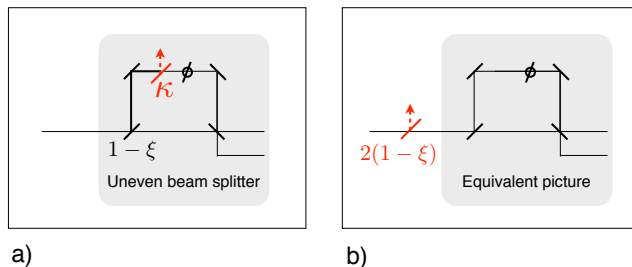 κ
1 − ξ
Uneven beam splitter
a)
ϕ
2(1 − ξ)
Equivalent picture
b)